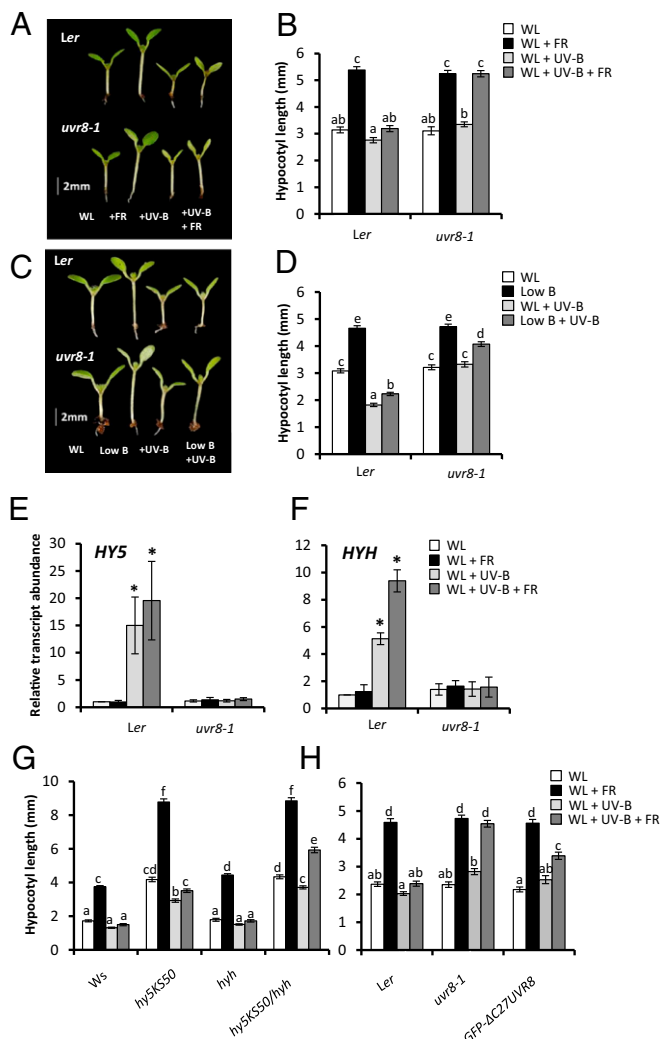 A
Ler
uvr8-1
2mm
WL +FR +UV-B +UV-B + FR
B
WL
WL + FR
WL + UV-B
WL + UV-B + FR
Hypocotyl length (mm)
7
6
5
4
3
2
1
0
ab c a ab
ab c b c
Ler uvr8-1
C
Ler
uvr8-1
2mm
WL Low B +UV-B Low B +UV-B
D
WL
Low B
WL + UV-B
Low B + UV-B
Hypocotyl length (mm)
6
5
4
3
2
1
0
c e a b
c e c d
Ler uvr8-1
E
HY5
Relative transcript abundance
30
25
20
15
10
5
0
* *
Ler uvr8-1
F
HYH
WL
WL + FR
WL + UV-B
WL + UV-B + FR
12
10
8
6
4
2
0
* *
Ler uvr8-1
G
Hypocotyl length (mm)
10
8
6
4
2
0
a c a a
cd f b c
a d a a
d f c e
Ws hy5KS50 hyh hy5KS50/hyh
H
WL
WL + FR
WL + UV-B
WL + UV-B + FR
6
5
4
3
2
1
0
ab d a ab
ab d b d
a d ab c
Ler uvr8-1 GFP-ΔC27UVR8